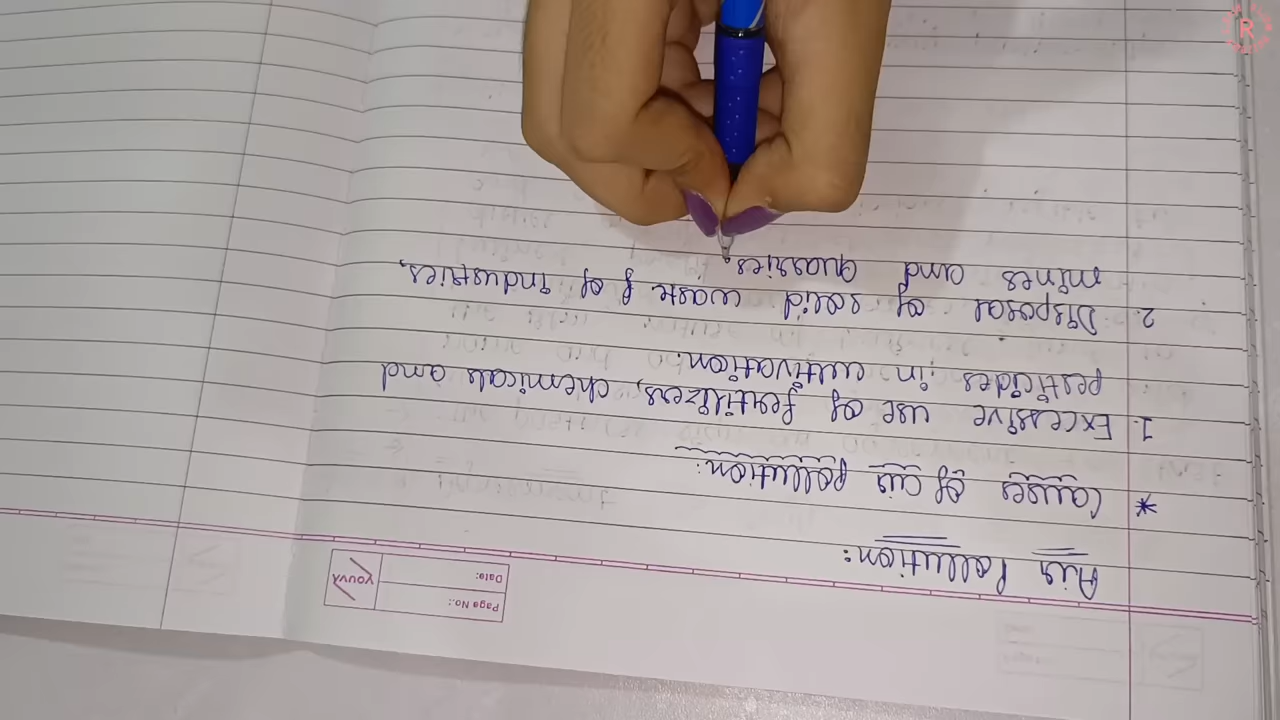 Page No.:
Date:
youvA
Air Pollution:
* Causes of air Pollution:
1. Excessive use of fertilizers, chemicals and
pesticides in cultivation.
2. Disposal of solid waste of of industries,
mines and quarries.
R